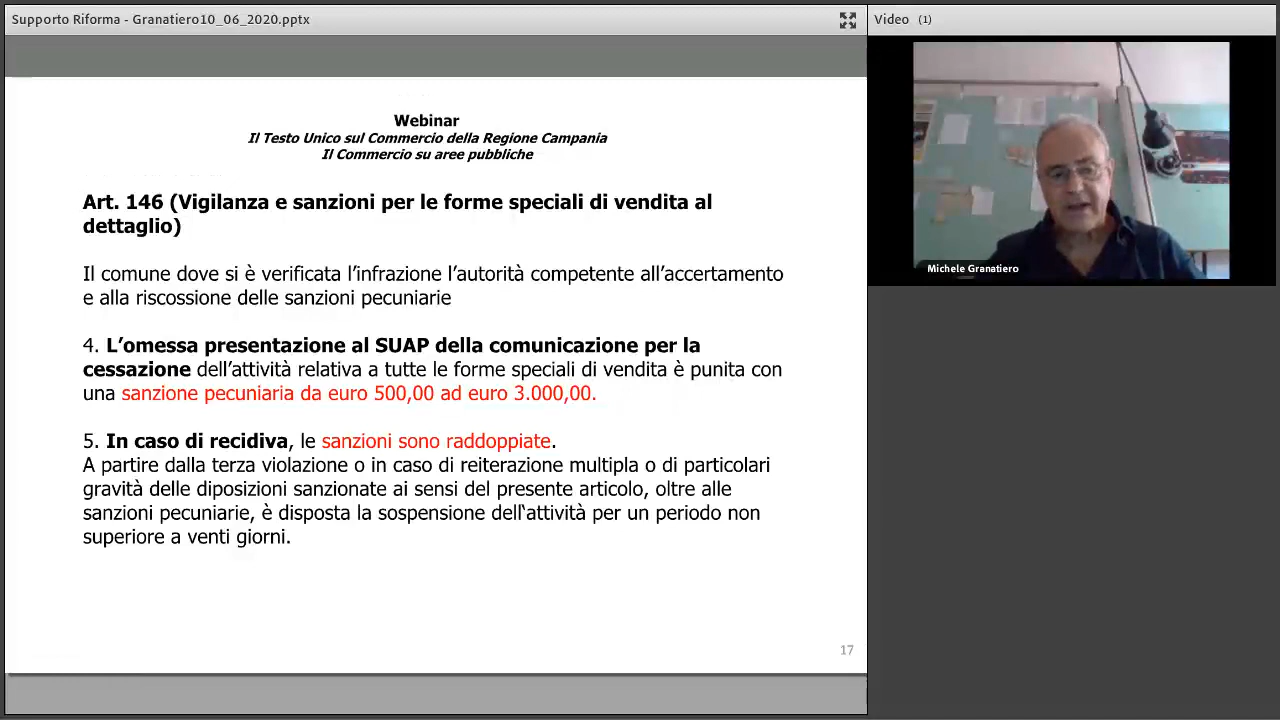 Supporto Riforma - Granatiero10_06_2020.pptx
Video (1)
Webinar
Il Testo Unico sul Commercio della Regione Campania
Il Commercio su aree pubbliche
Art. 146 (Vigilanza e sanzioni per le forme speciali di vendita al
dettaglio)
Il comune dove si è verificata l’infrazione l’autorità competente all’accertamento
e alla riscossione delle sanzioni pecuniarie
4. L’omessa presentazione al SUAP della comunicazione per la
cessazione dell’attività relativa a tutte le forme speciali di vendita è punita con
una sanzione pecuniaria da euro 500,00 ad euro 3.000,00.
5. In caso di recidiva, le sanzioni sono raddoppiate.
A partire dalla terza violazione o in caso di reiterazione multipla o di particolari
gravità delle diposizioni sanzionate ai sensi del presente articolo, oltre alle
sanzioni pecuniarie, è disposta la sospensione dell‘attività per un periodo non
superiore a venti giorni.
17
Michele Granatiero